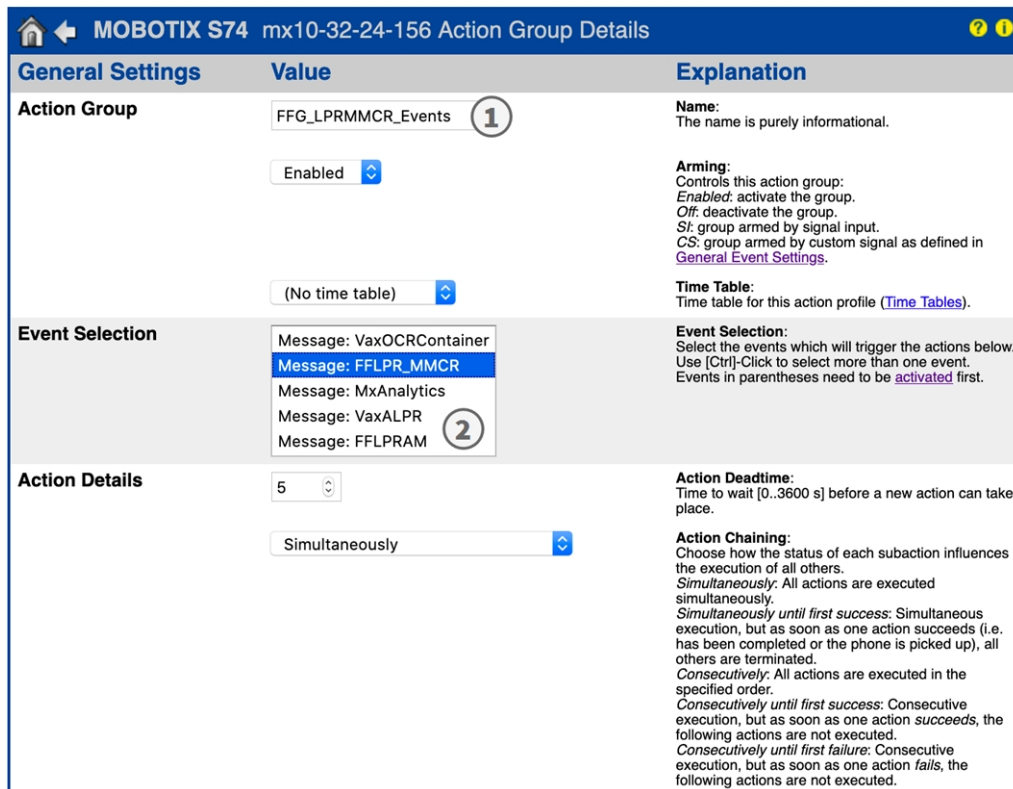 MOBOTIX S74 mx10-32-24-156 Action Group Details ? i
General Settings Value Explanation
Action Group
FFG_LPRMMCR_Events 1
Name:
The name is purely informational.
Enabled
Arming:
Controls this action group:
Enabled: activate the group.
Off: deactivate the group.
SI: group armed by signal input.
CS: group armed by custom signal as defined in
General Event Settings.
(No time table)
Time Table:
Time table for this action profile (Time Tables).
Event Selection
Message: VaxOCRContainer
Message: FFLPR_MMCR
Message: MxAnalytics
Message: VaxALPR
Message: FFLPRAM
2
Event Selection:
Select the events which will trigger the actions below.
Use [Ctrl]-Click to select more than one event.
Events in parentheses need to be activated first.
Action Details
5
Action Deadtime:
Time to wait [0..3600 s] before a new action can take
place.
Simultaneously
Action Chaining:
Choose how the status of each subaction influences
the execution of all others.
Simultaneously: All actions are executed
simultaneously.
Simultaneously until first success: Simultaneous
execution, but as soon as one action succeeds (i.e.
has been completed or the phone is picked up), all
others are terminated.
Consecutively: All actions are executed in the
specified order.
Consecutively until first success: Consecutive
execution, but as soon as one action succeeds, the
following actions are not executed.
Consecutively until first failure: Consecutive
execution, but as soon as one action fails, the
following actions are not executed.